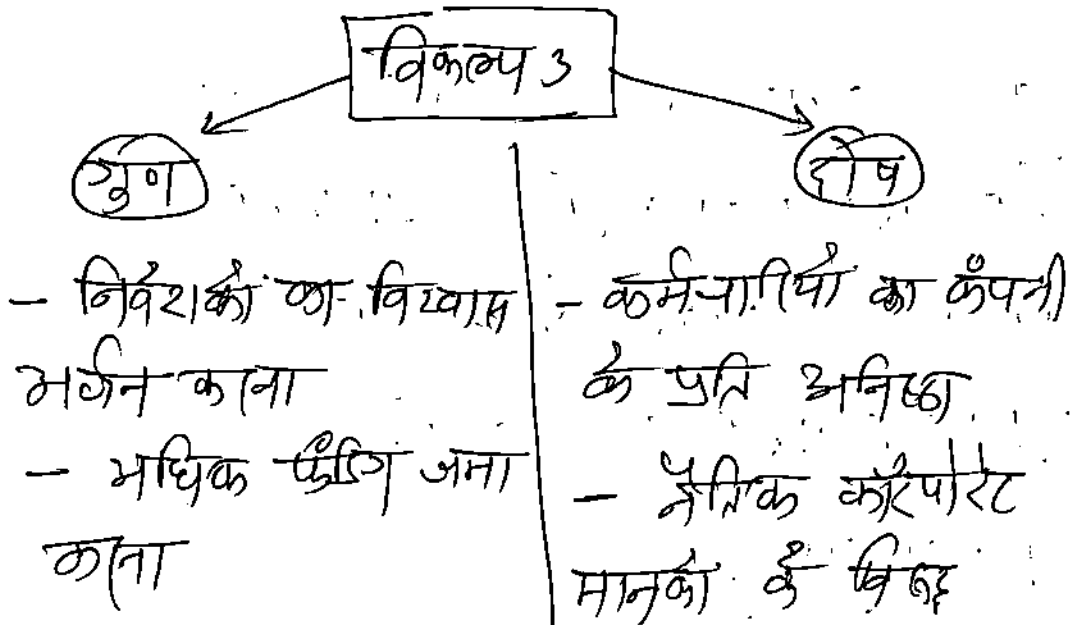 विकल्प 3
गुण
- निवेशकों का विश्वास
अर्जन करना
- अधिक फंडिंग जमा
करना
दोष
- कर्मचारियों का कंपनी
के प्रति अनिष्ठा
- नैतिक कॉरपोरेट
मानकों के विरुद्ध